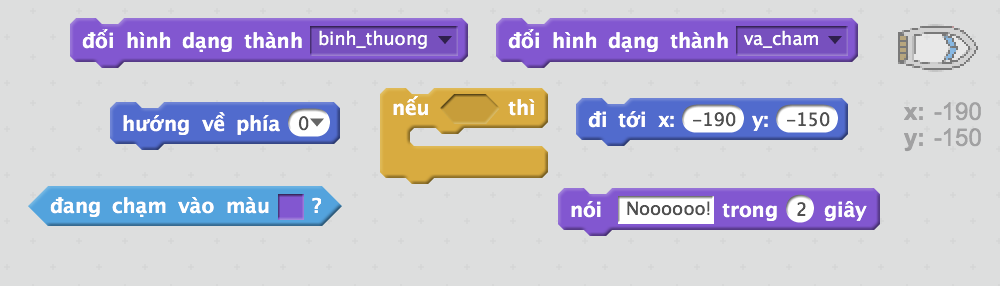 đổi hình dạng thành binh_thuong
đổi hình dạng thành va_cham
hướng về phía 0
nếu thì
đi tới x: -190 y: -150
x: -190
y: -150
đang chạm vào màu ?
nói Noooooo! trong 2 giây